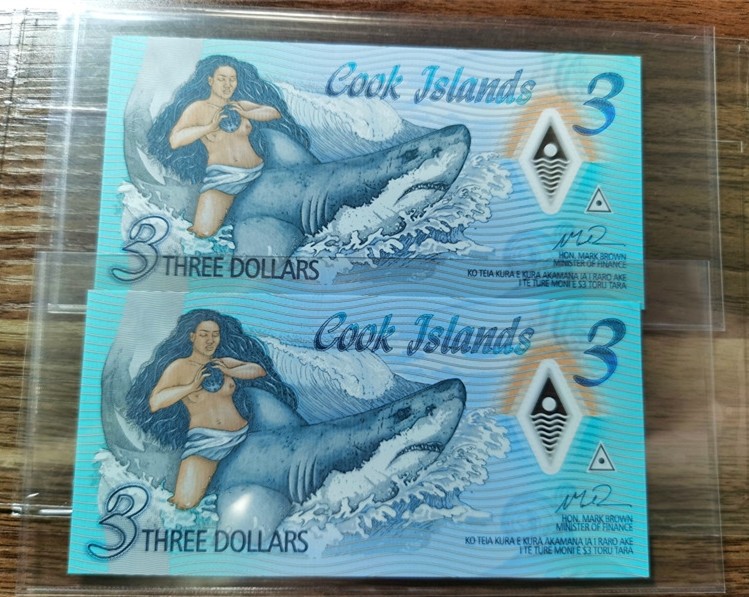 Cook Islands
3
HON. MARK BROWN
MINISTER OF FINANCE
3 THREE DOLLARS
KO TEIA KURA E KURA AKAMANA IA I RARO AKE
I TE TURE MONI E $3 TORU TARA
Cook Islands
3
HON. MARK BROWN
MINISTER OF FINANCE
3 THREE DOLLARS
KO TEIA KURA E KURA AKAMANA IA I RARO AKE
I TE TURE MONI E $3 TORU TARA